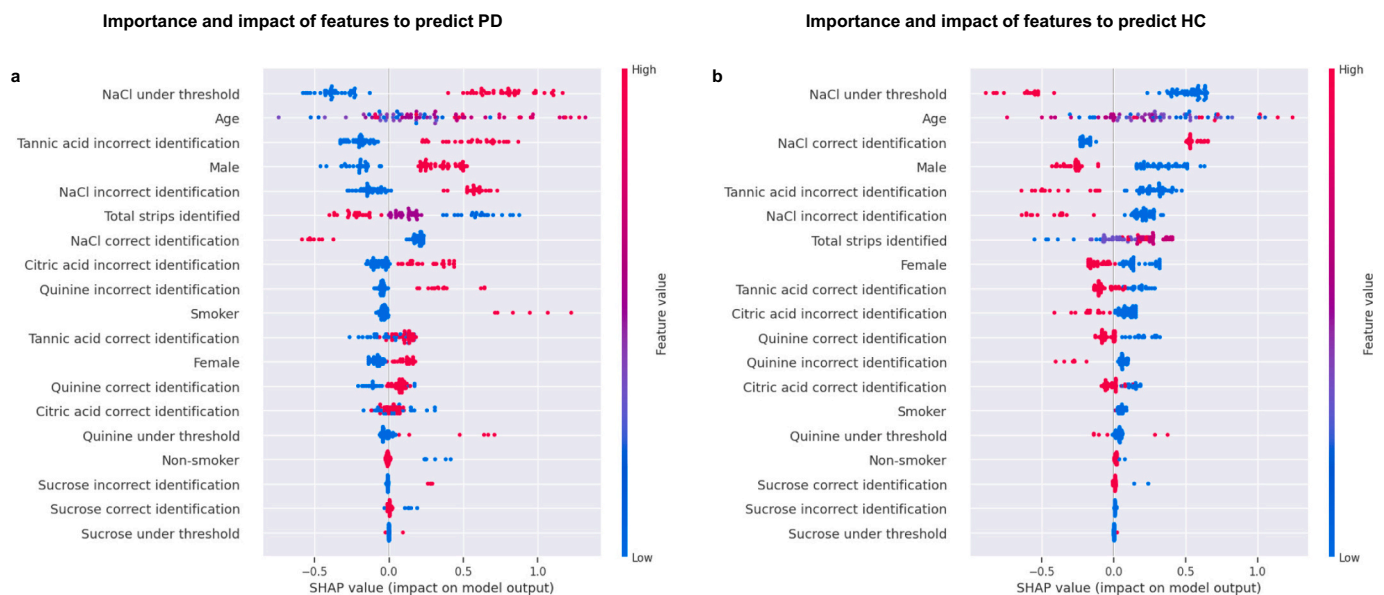 Importance and impact of features to predict PD
a
High
NaCl under threshold
Age
Tannic acid incorrect identification
Male
NaCl incorrect identification
Total strips identified
NaCl correct identification
Citric acid incorrect identification
Quinine incorrect identification
Smoker
Tannic acid correct identification
Female
Quinine correct identification
Citric acid correct identification
Quinine under threshold
Non-smoker
Sucrose incorrect identification
Sucrose correct identification
Sucrose under threshold
Feature value
Low
−0.5 0.0 0.5 1.0
SHAP value (impact on model output)
Importance and impact of features to predict HC
b
High
NaCl under threshold
Age
NaCl correct identification
Male
Tannic acid incorrect identification
NaCl incorrect identification
Total strips identified
Female
Tannic acid correct identification
Citric acid incorrect identification
Quinine correct identification
Quinine incorrect identification
Citric acid correct identification
Smoker
Quinine under threshold
Non-smoker
Sucrose correct identification
Sucrose incorrect identification
Sucrose under threshold
Feature value
Low
−0.5 0.0 0.5 1.0
SHAP value (impact on model output)